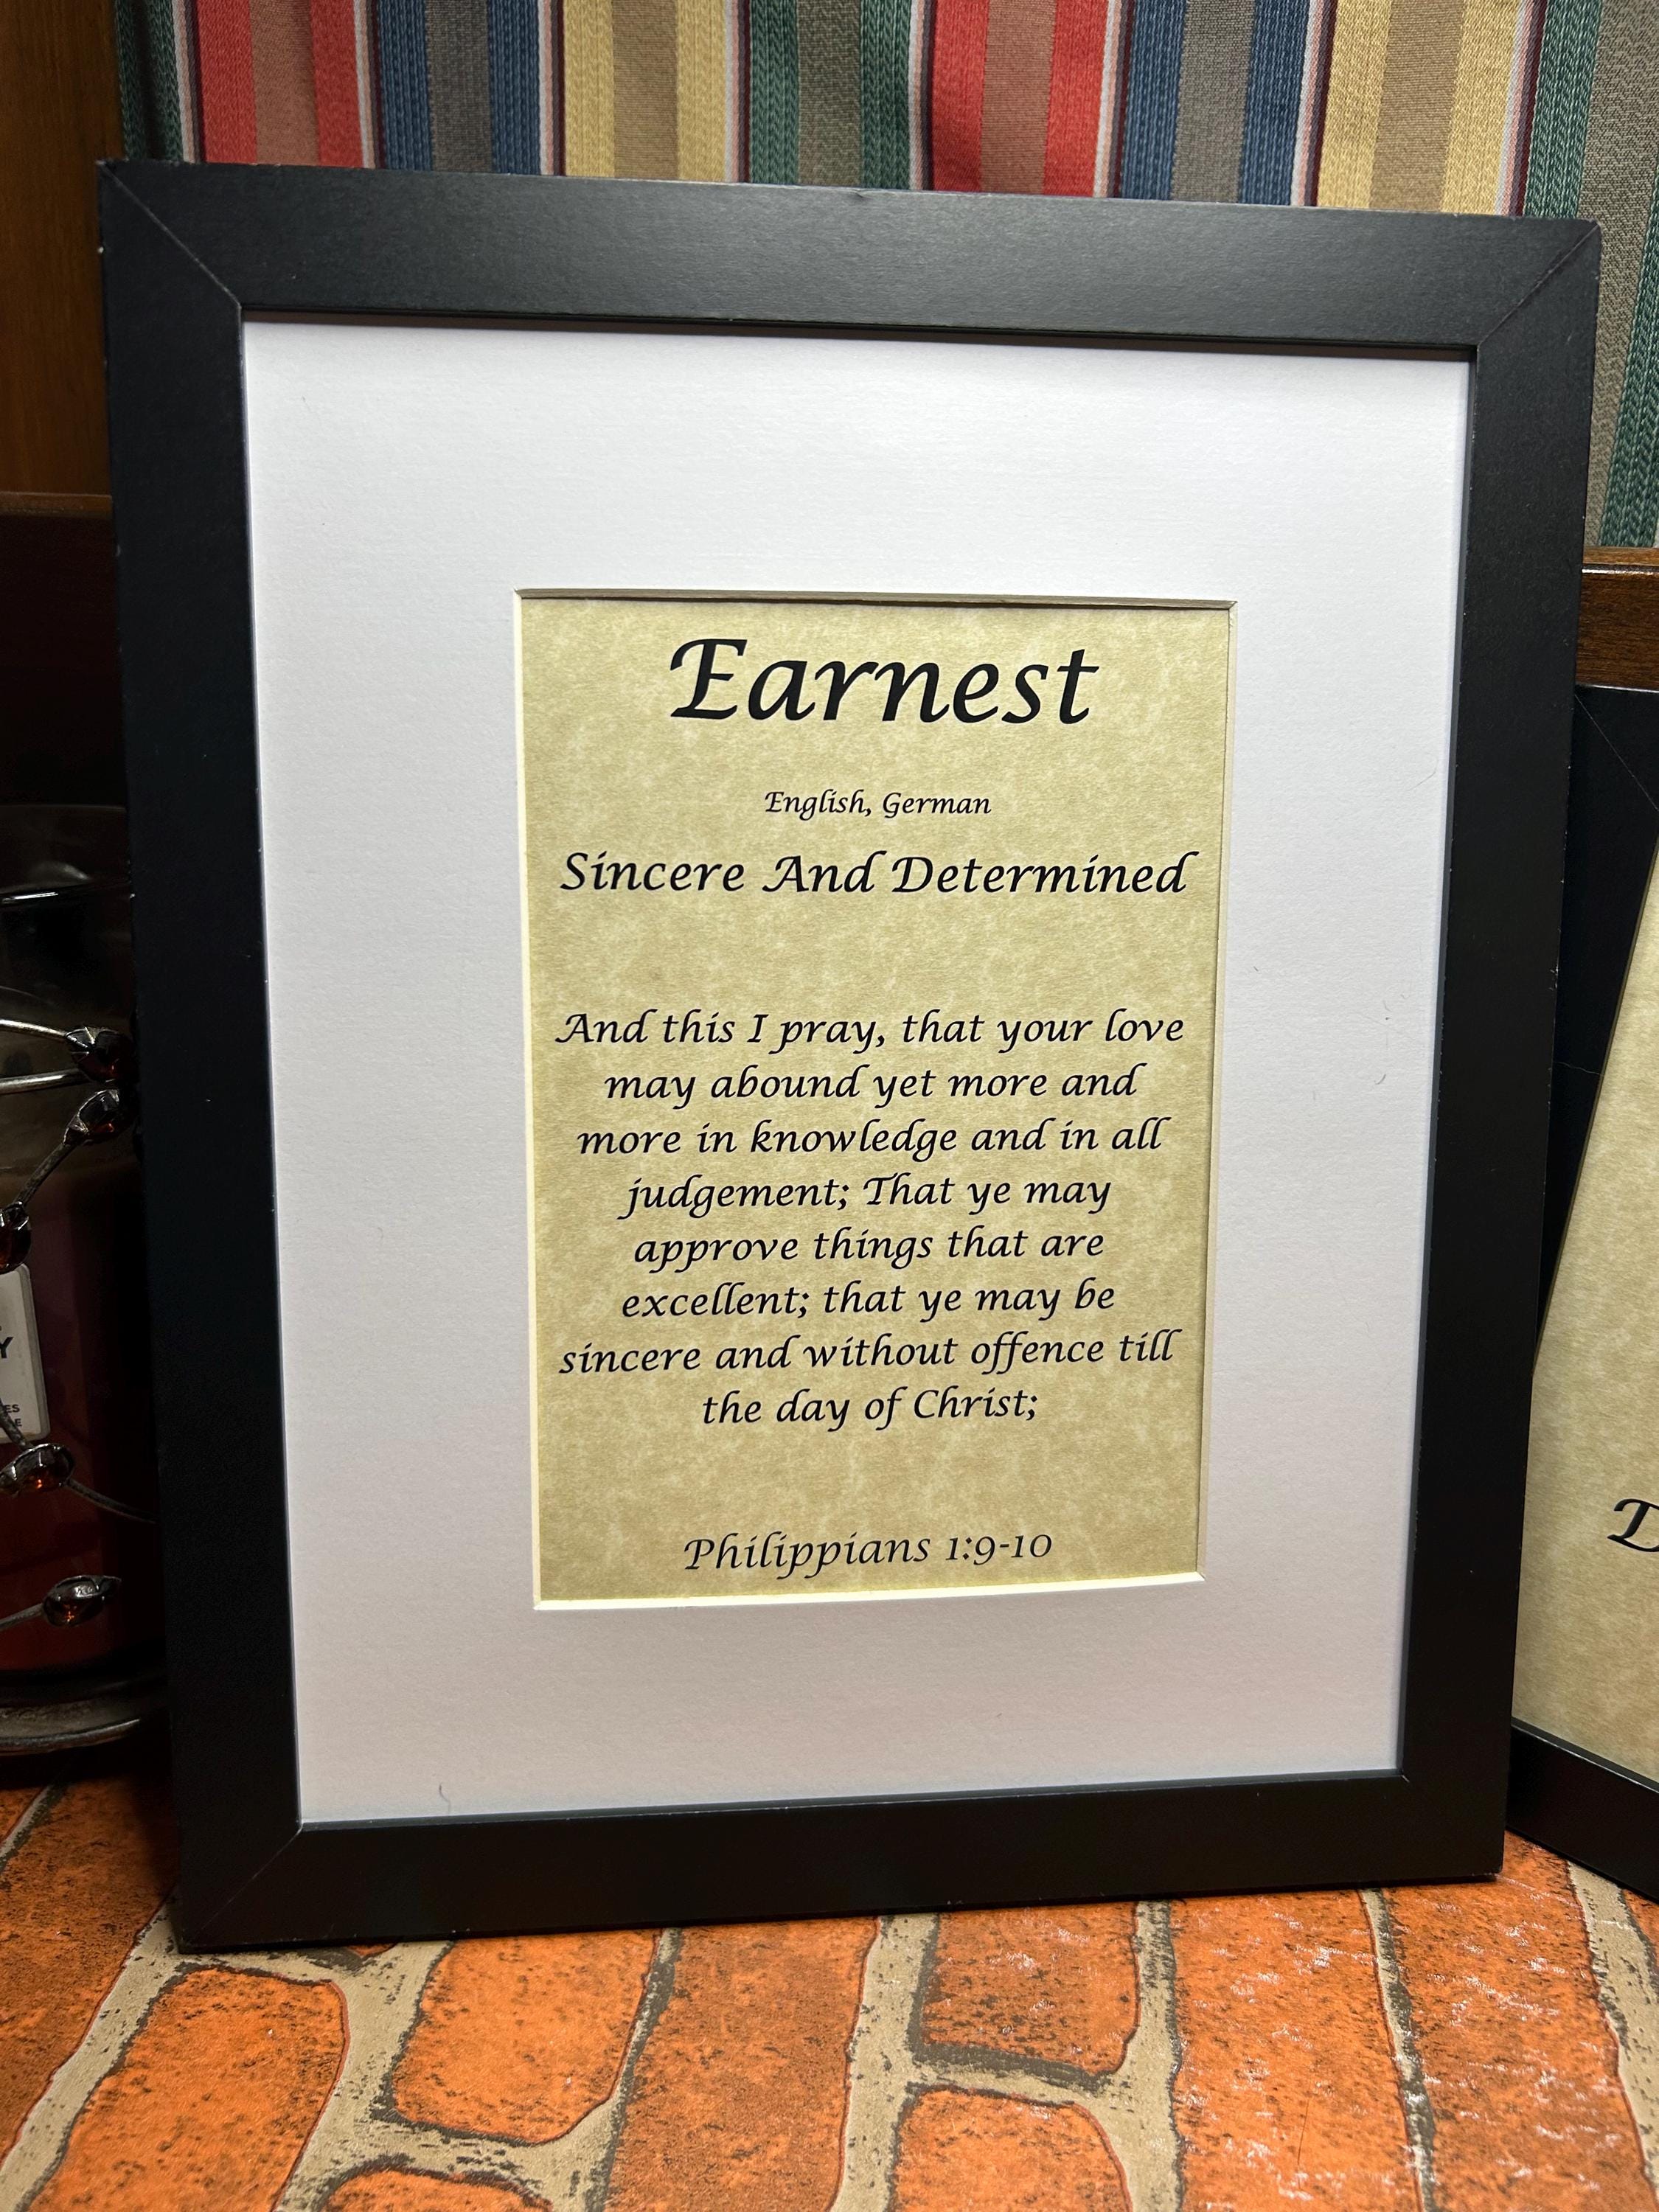 Earnest
English, German
Sincere And Determined
And this I pray, that your love
may abound yet more and
more in knowledge and in all
judgement; That ye may
approve things that are
excellent; that ye may be
sincere and without offence till
the day of Christ;
Philippians 1:9-10